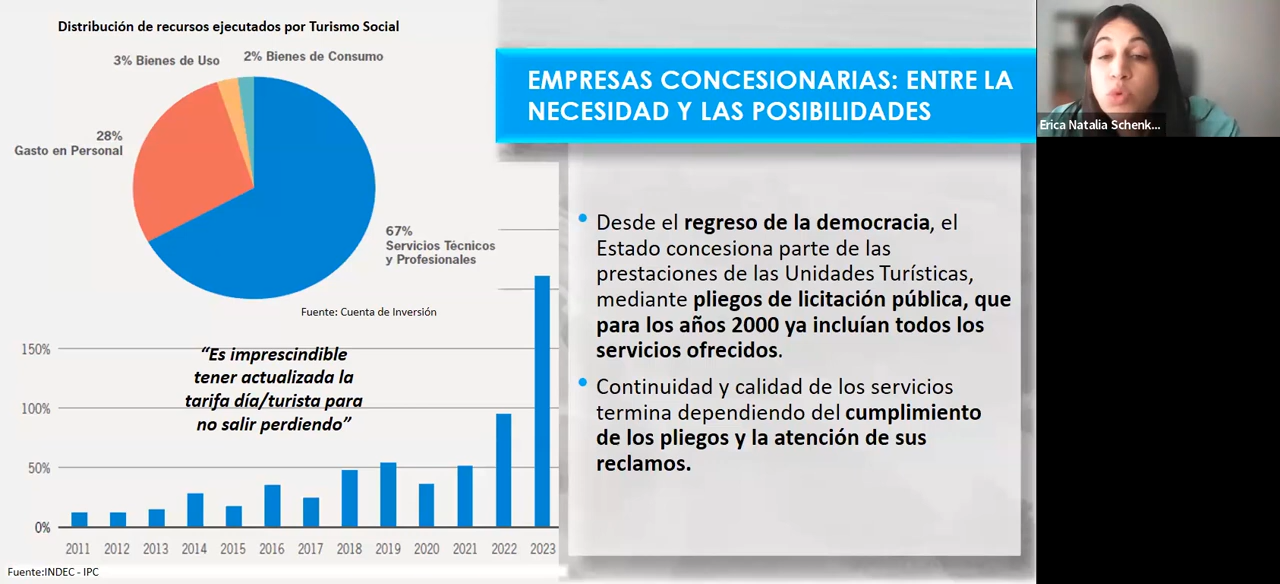 Distribución de recursos ejecutados por Turismo Social
3% Bienes de Uso
2% Bienes de Consumo
28%
Gasto en Personal
67%
Servicios Técnicos
y Profesionales
Fuente: Cuenta de Inversión
150%
100%
50%
0%
“Es imprescindible
tener actualizada la
tarifa día/turista para
no salir perdiendo”
2011 2012 2013 2014 2015 2016 2017 2018 2019 2020 2021 2022 2023
Fuente:INDEC - IPC
EMPRESAS CONCESIONARIAS: ENTRE LA
NECESIDAD Y LAS POSIBILIDADES
• Desde el regreso de la democracia, el
Estado concesiona parte de las
prestaciones de las Unidades Turísticas,
mediante pliegos de licitación pública, que
para los años 2000 ya incluían todos los
servicios ofrecidos.
• Continuidad y calidad de los servicios
termina dependiendo del cumplimiento
de los pliegos y la atención de sus
reclamos.
Erica Natalia Schenk...